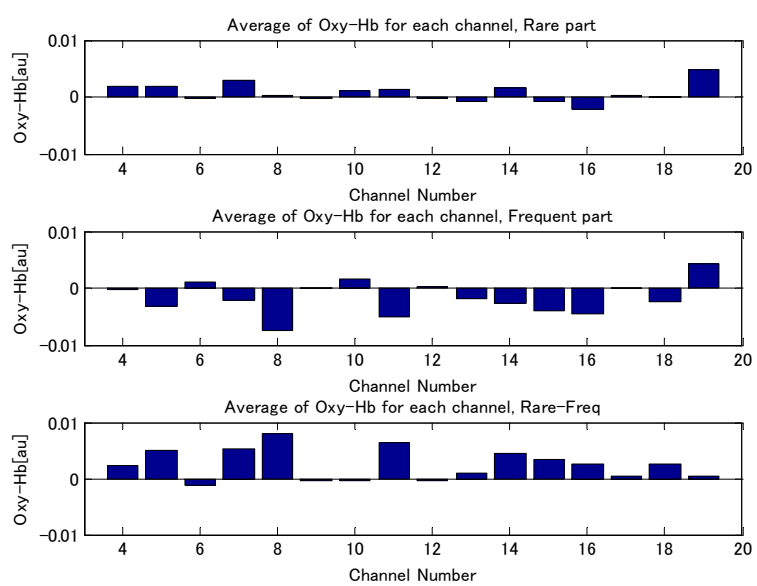 Average of Oxy-Hb for each channel, Rare part
0.01
0
-0.01
Oxy-Hb[au]
4 6 8 10 12 14 16 18 20
Channel Number
Average of Oxy-Hb for each channel, Frequent part
0.01
0
-0.01
Oxy-Hb[au]
4 6 8 10 12 14 16 18 20
Channel Number
Average of Oxy-Hb for each channel, Rare-Freq
0.01
0
-0.01
Oxy-Hb[au]
4 6 8 10 12 14 16 18 20
Channel Number